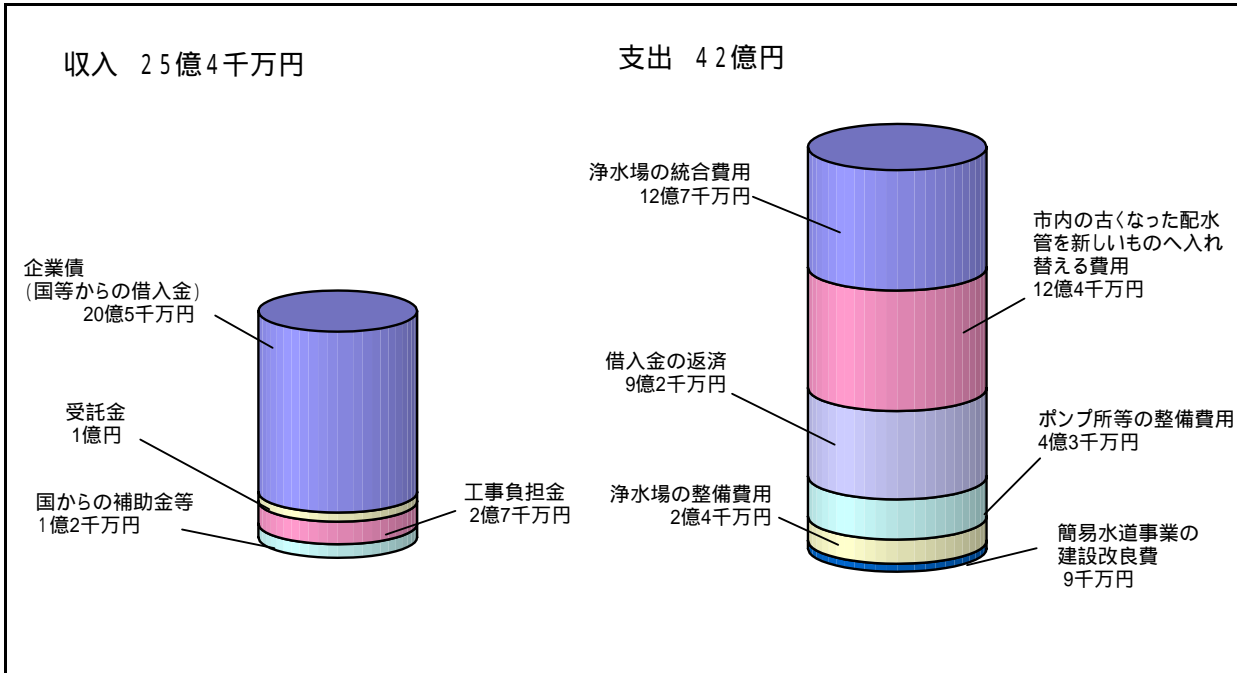 収入 25億4千万円
企業債
(国等からの借入金)
20億5千万円
受託金
1億円
国からの補助金等
1億2千万円
工事負担金
2億7千万円
支出 42億円
浄水場の統合費用
12億7千万円
市内の古くなった配水
管を新しいものへ入れ
替える費用
12億4千万円
借入金の返済
9億2千万円
ポンプ所等の整備費用
4億3千万円
浄水場の整備費用
2億4千万円
簡易水道事業の
建設改良費
9千万円